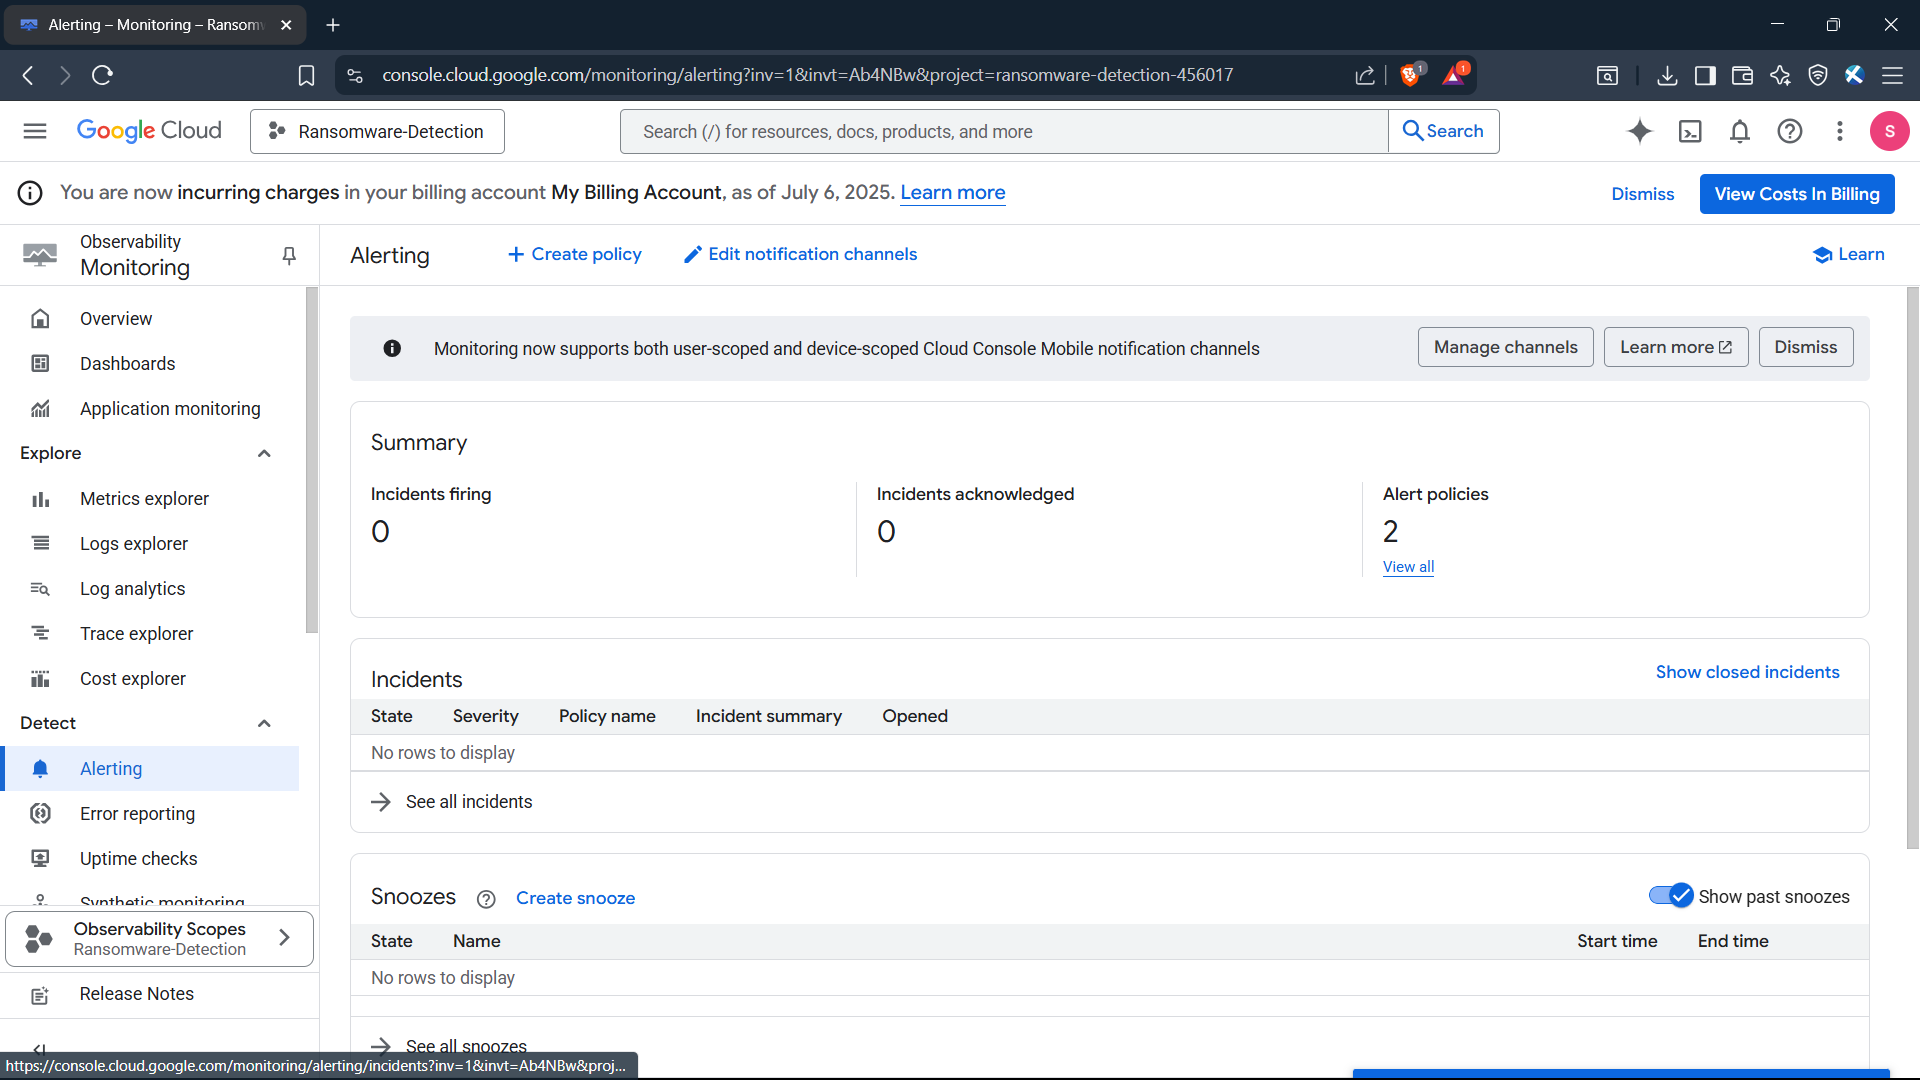 Alerting – Monitoring – Ransomw
console.cloud.google.com/monitoring/alerting?inv=1&invt=Ab4NBw&project=ransomware-detection-456017
1
1
Google Cloud
Ransomware-Detection
Search (/) for resources, docs, products, and more
Search
S
You are now incurring charges in your billing account My Billing Account, as of July 6, 2025. Learn more
Dismiss
View Costs In Billing
Observability
Monitoring
Alerting
Create policy
Edit notification channels
Learn
Overview
Dashboards
Application monitoring
Explore
Metrics explorer
Logs explorer
Log analytics
Trace explorer
Cost explorer
Detect
Alerting
Error reporting
Uptime checks
Synthetic monitoring
Observability Scopes
Ransomware-Detection
Release Notes
Monitoring now supports both user-scoped and device-scoped Cloud Console Mobile notification channels
Manage channels
Learn more
Dismiss
Summary
Incidents firing
0
Incidents acknowledged
0
Alert policies
2
View all
Incidents
Show closed incidents
State Severity Policy name Incident summary Opened
No rows to display
See all incidents
Snoozes
Create snooze
Show past snoozes
State Name Start time End time
No rows to display
See all snoozes
https://console.cloud.google.com/monitoring/alerting/incidents?inv=1&invt=Ab4NBw&proj...